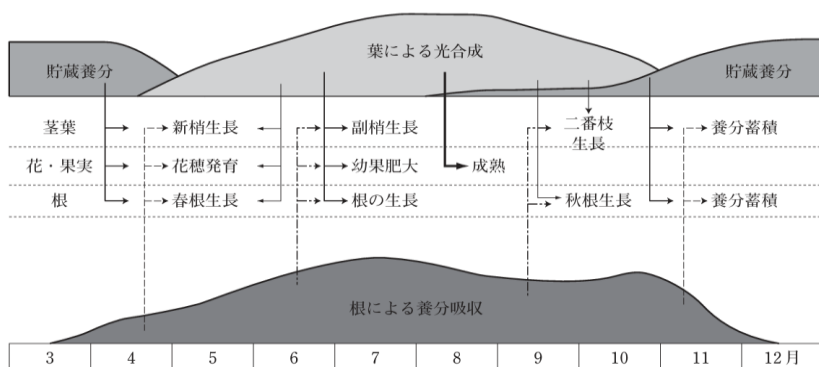 葉による光合成
貯蔵養分
貯蔵養分
茎葉
新梢生長
副梢生長
二番枝
生長
養分蓄積
花・果実
花穂発育
幼果肥大
成熟
根
春根生長
根の生長
秋根生長
養分蓄積
根による養分吸収
3 4 5 6 7 8 9 10 11 12月